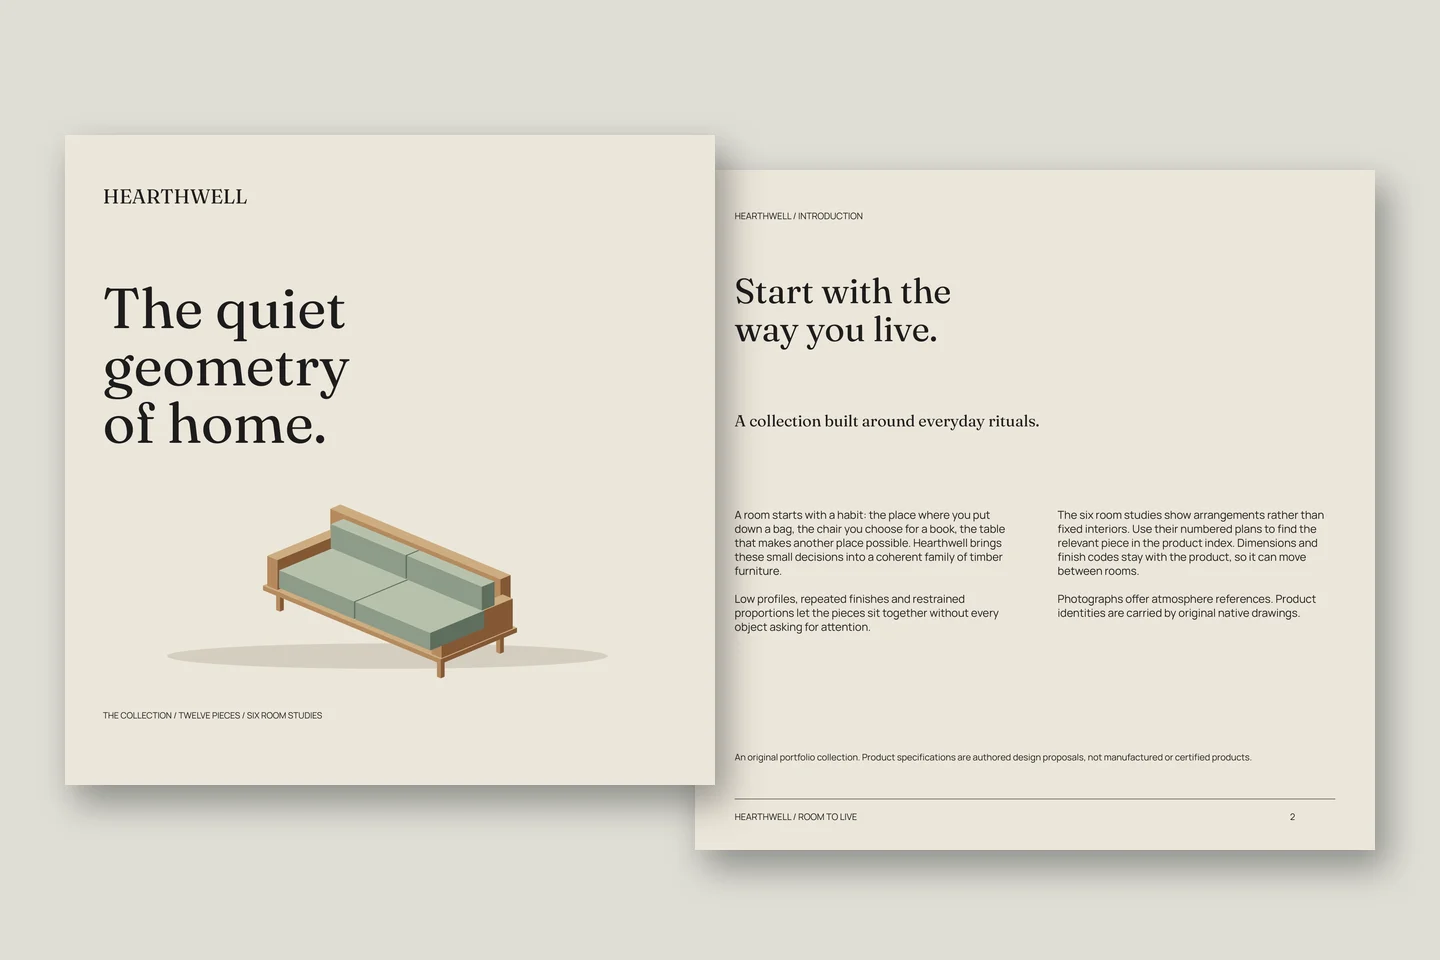 HEARTHWELL
The quiet
geometry
of home.
THE COLLECTION / TWELVE PIECES / SIX ROOM STUDIES
HEARTHWELL / INTRODUCTION
Start with the
way you live.
A collection built around everyday rituals.
A room starts with a habit: the place where you put
down a bag, the chair you choose for a book, the table
that makes another place possible. Hearthwell brings
these small decisions into a coherent family of timber
furniture.
Low profiles, repeated finishes and restrained
proportions let the pieces sit together without every
object asking for attention.
The six room studies show arrangements rather than
fixed interiors. Use their numbered plans to find the
relevant piece in the product index. Dimensions and
finish codes stay with the product, so it can move
between rooms.
Photographs offer atmosphere references. Product
identities are carried by original native drawings.
An original portfolio collection. Product specifications are authored design proposals, not manufactured or certified products.
HEARTHWELL / ROOM TO LIVE
2